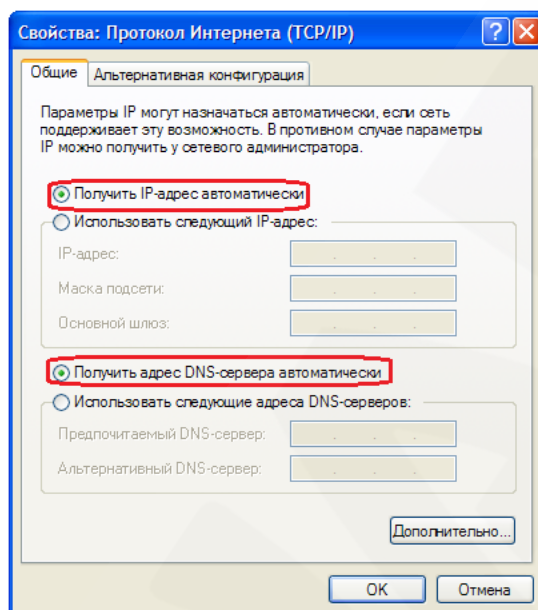 Свойства: Протокол Интернета (TCP/IP)
Общие
Альтернативная конфигурация
Параметры IP могут назначаться автоматически, если сеть
поддерживает эту возможность. В противном случае параметры
IP можно получить у сетевого администратора.
Получить IP-адрес автоматически
Использовать следующий IP-адрес:
IP-адрес:
Маска подсети:
Основной шлюз:
Получить адрес DNS-сервера автоматически
Использовать следующие адреса DNS-серверов:
Предпочитаемый DNS-сервер:
Альтернативный DNS-сервер:
Дополнительно...
OK
Отмена